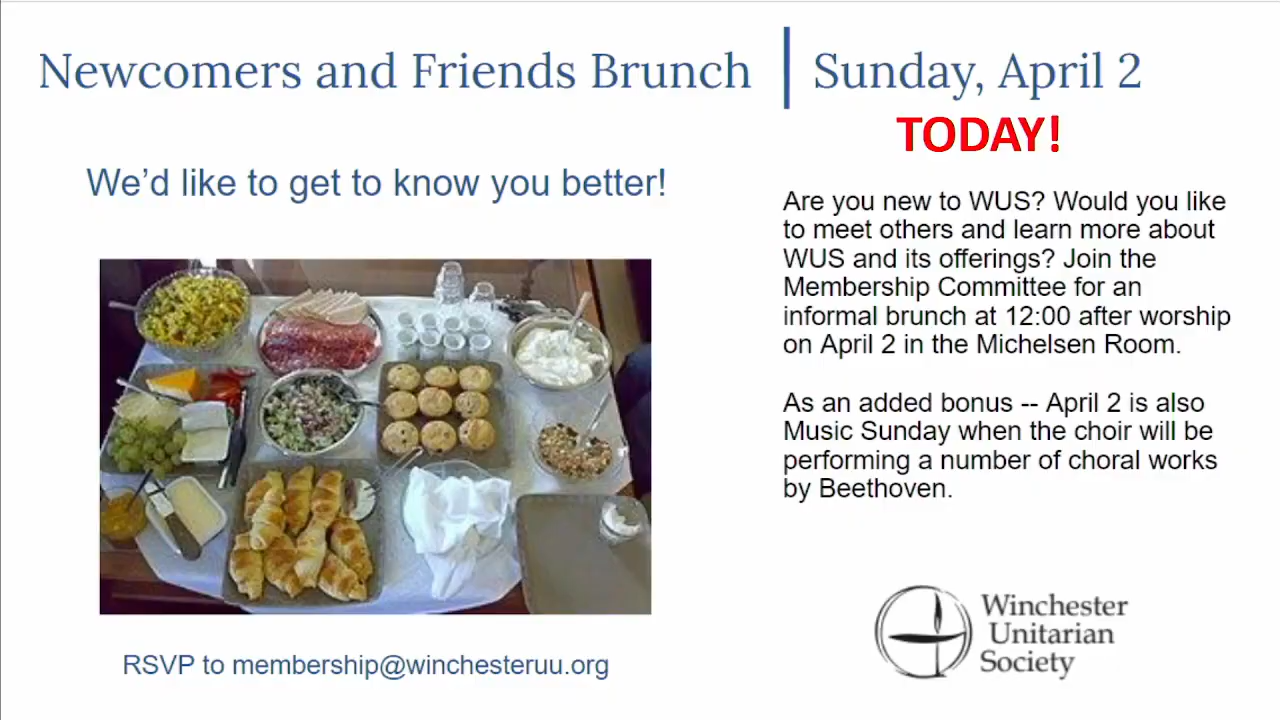 Newcomers and Friends Brunch | Sunday, April 2
TODAY!
We’d like to get to know you better!
Are you new to WUS? Would you like
to meet others and learn more about
WUS and its offerings? Join the
Membership Committee for an
informal brunch at 12:00 after worship
on April 2 in the Michelsen Room.
As an added bonus -- April 2 is also
Music Sunday when the choir will be
performing a number of choral works
by Beethoven.
RSVP to membership@winchesteruu.org
Winchester
Unitarian
Society